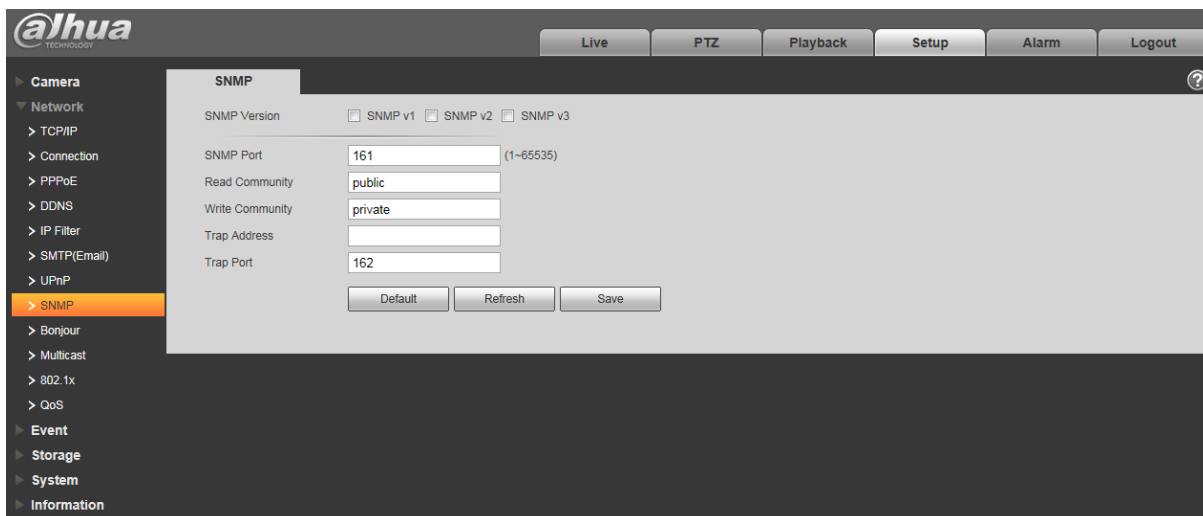 alhua
TECHNOLOGY
Live PTZ Playback Setup Alarm Logout
Camera
Network
> TCP/IP
> Connection
> PPPoE
> DDNS
> IP Filter
> SMTP(Email)
> UPnP
> SNMP
> Bonjour
> Multicast
> 802.1x
> QoS
Event
Storage
System
Information
SNMP
?
SNMP Version SNMP v1 SNMP v2 SNMP v3
SNMP Port 161 (1~65535)
Read Community public
Write Community private
Trap Address
Trap Port 162
Default Refresh Save